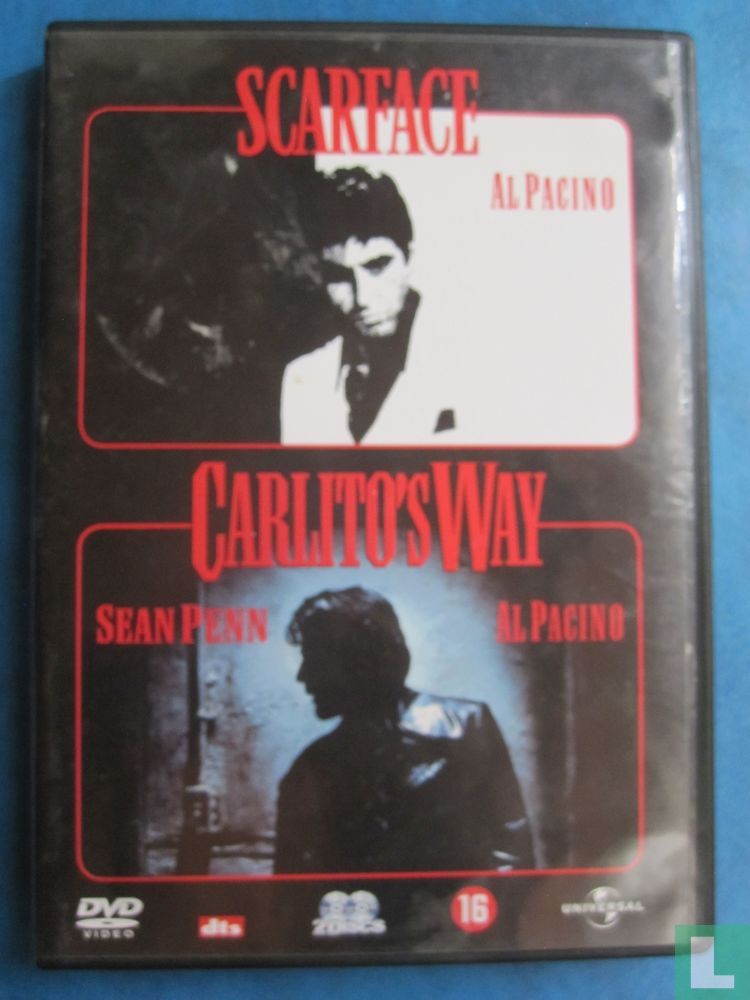 SCARFACE
AL PACINO
CARLITO'S WAY
SEAN PENN AL PACINO
DVD VIDEO dts 2 DISCS 16 UNIVERSAL
L